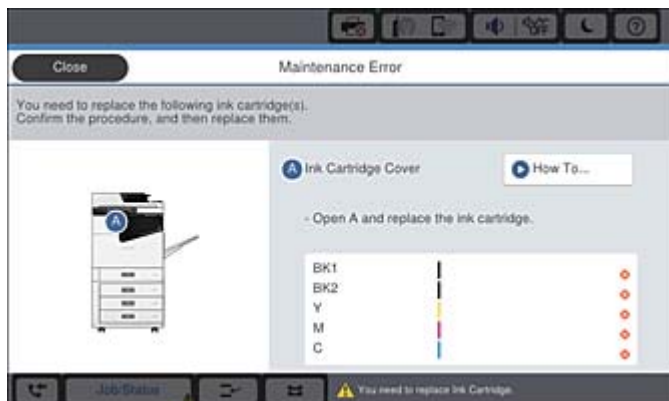 OFF
Close
Maintenance Error
You need to replace the following ink cartridge(s).
Confirm the procedure, and then replace them.
A Ink Cartridge Cover
How To...
A
- Open A and replace the ink cartridge.
BK1
BK2
Y
M
C
Job/Status
You need to replace Ink Cartridge.